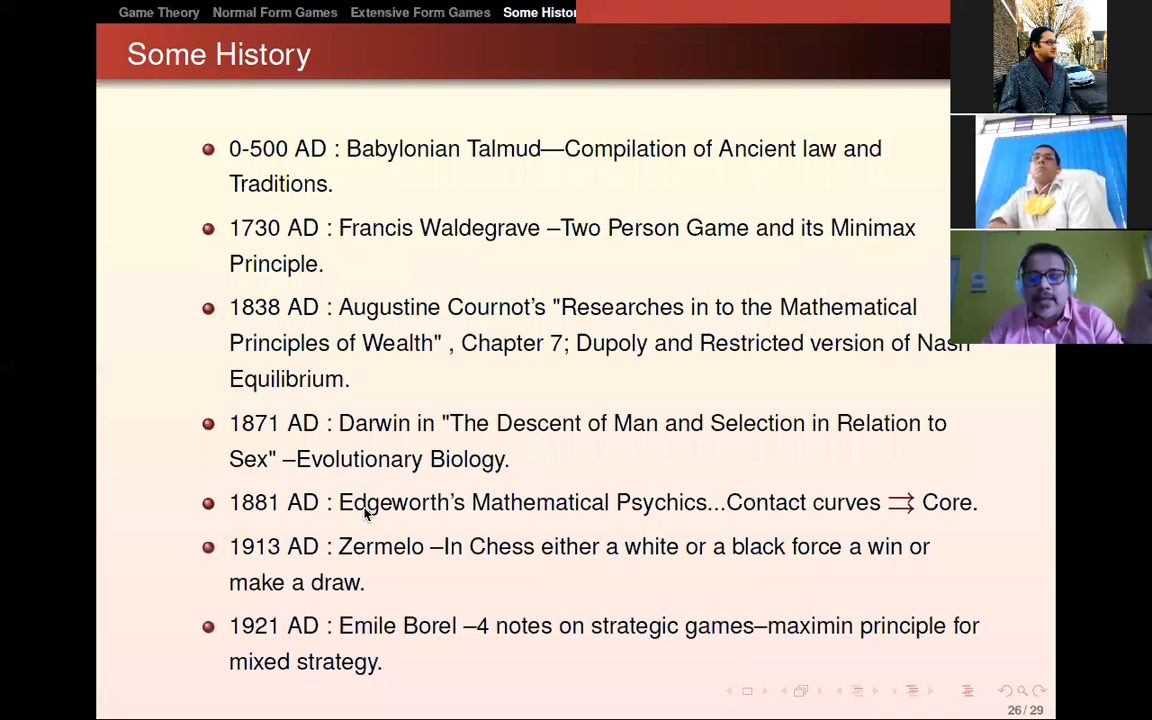 Game Theory Normal Form Games Extensive Form Games Some Histor
Some History
0-500 AD : Babylonian Talmud—Compilation of Ancient law and
Traditions.
1730 AD : Francis Waldegrave –Two Person Game and its Minimax
Principle.
1838 AD : Augustine Cournot's "Researches in to the Mathematical
Principles of Wealth" , Chapter 7; Dupoly and Restricted version of Nash
Equilibrium.
1871 AD : Darwin in "The Descent of Man and Selection in Relation to
Sex" –Evolutionary Biology.
1881 AD : Edgeworth's Mathematical Psychics...Contact curves ⇉ Core.
1913 AD : Zermelo –In Chess either a white or a black force a win or
make a draw.
1921 AD : Emile Borel –4 notes on strategic games–maximin principle for
mixed strategy.
26/29